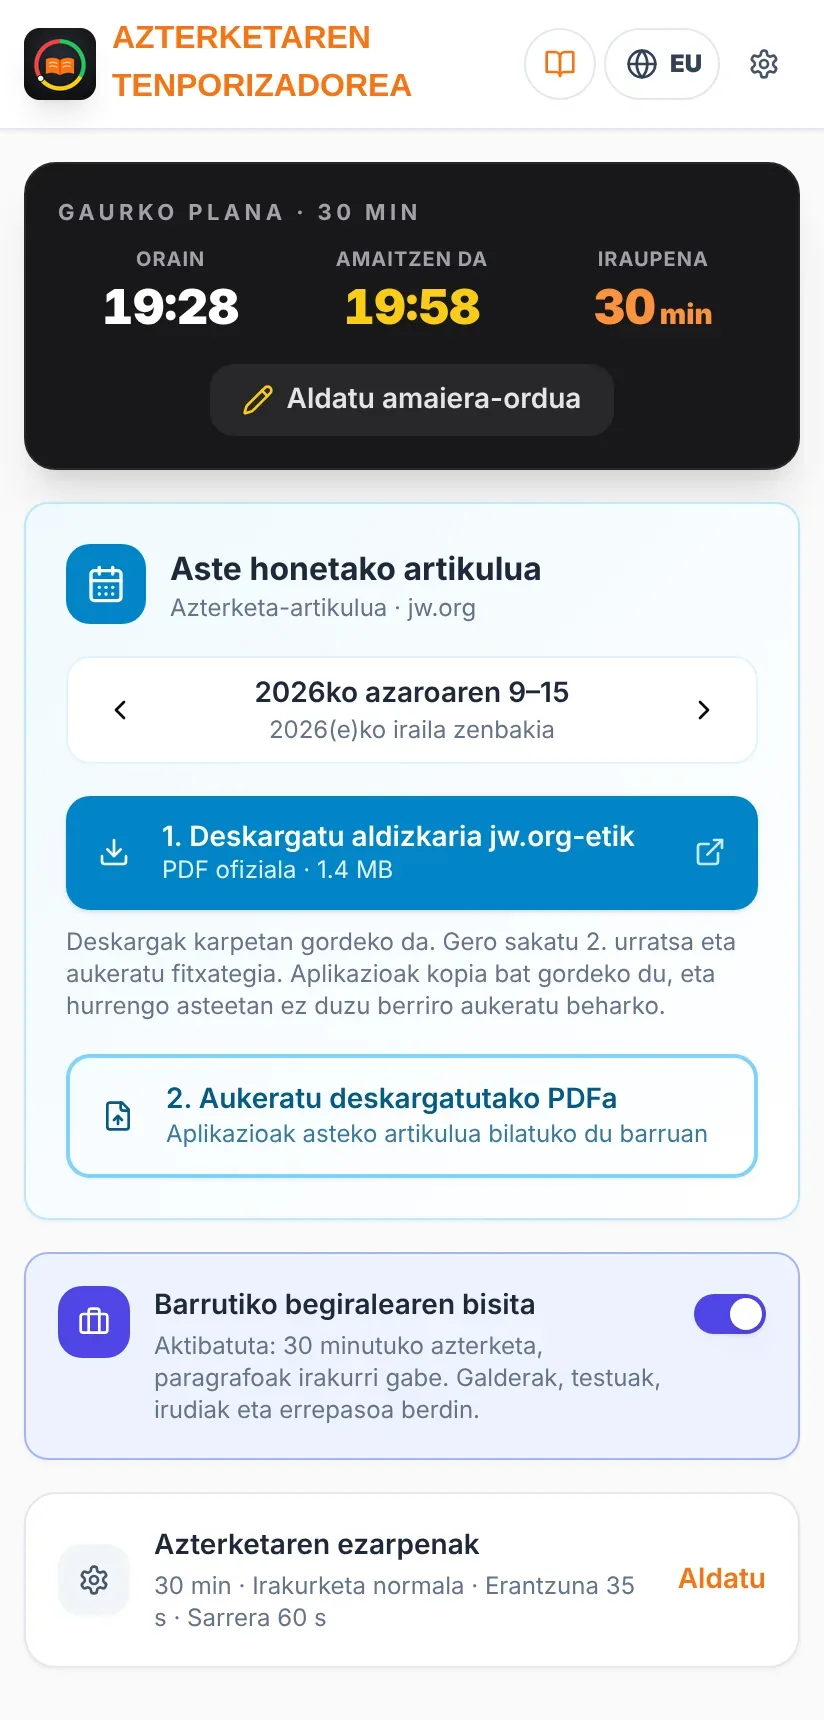 AZTERKETAREN
TENPORIZADOREA
EU
GAURKO PLANA · 30 MIN
ORAIN
19:28
AMAITZEN DA
19:58
IRAUPENA
30 min
Aldatu amaiera-ordua
Aste honetako artikulua
Azterketa-artikulua · jw.org
2026ko azaroaren 9–15
2026(e)ko iraila zenbakia
1. Deskargatu aldizkaria jw.org-etik
PDF ofiziala · 1.4 MB
Deskargak karpetan gordeko da. Gero sakatu 2. urratsa eta
aukeratu fitxategia. Aplikazioak kopia bat gordeko du, eta
hurrengo asteetan ez duzu berriro aukeratu beharko.
2. Aukeratu deskargatutako PDFa
Aplikazioak asteko artikulua bilatuko du barruan
Barrutiko begiralearen bisita
Aktibatuta: 30 minutuko azterketa,
paragrafoak irakurri gabe. Galderak, testuak,
irudiak eta errepasoa berdin.
Azterketaren ezarpenak
30 min · Irakurketa normala · Erantzuna 35
s · Sarrera 60 s
Aldatu